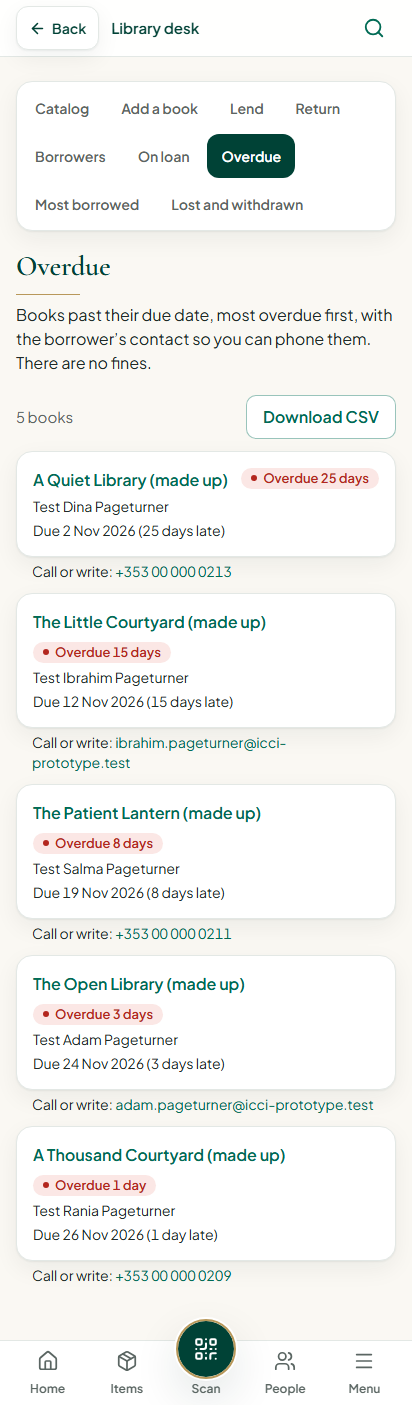 Back
Library desk
Catalog
Add a book
Lend
Return
Borrowers
On loan
Overdue
Most borrowed
Lost and withdrawn
Overdue
Books past their due date, most overdue first, with
the borrower's contact so you can phone them.
There are no fines.
5 books
Download CSV
A Quiet Library (made up)
Overdue 25 days
Test Dina Pageturner
Due 2 Nov 2026 (25 days late)
Call or write: +353 00 000 0213
The Little Courtyard (made up)
Overdue 15 days
Test Ibrahim Pageturner
Due 12 Nov 2026 (15 days late)
Call or write: ibrahim.pageturner@icci-
prototype.test
The Patient Lantern (made up)
Overdue 8 days
Test Salma Pageturner
Due 19 Nov 2026 (8 days late)
Call or write: +353 00 000 0211
The Open Library (made up)
Overdue 3 days
Test Adam Pageturner
Due 24 Nov 2026 (3 days late)
Call or write: adam.pageturner@icci-prototype.test
A Thousand Courtyard (made up)
Overdue 1 day
Test Rania Pageturner
Due 26 Nov 2026 (1 day late)
Call or write: +353 00 000 0209
Home
Items
Scan
People
Menu